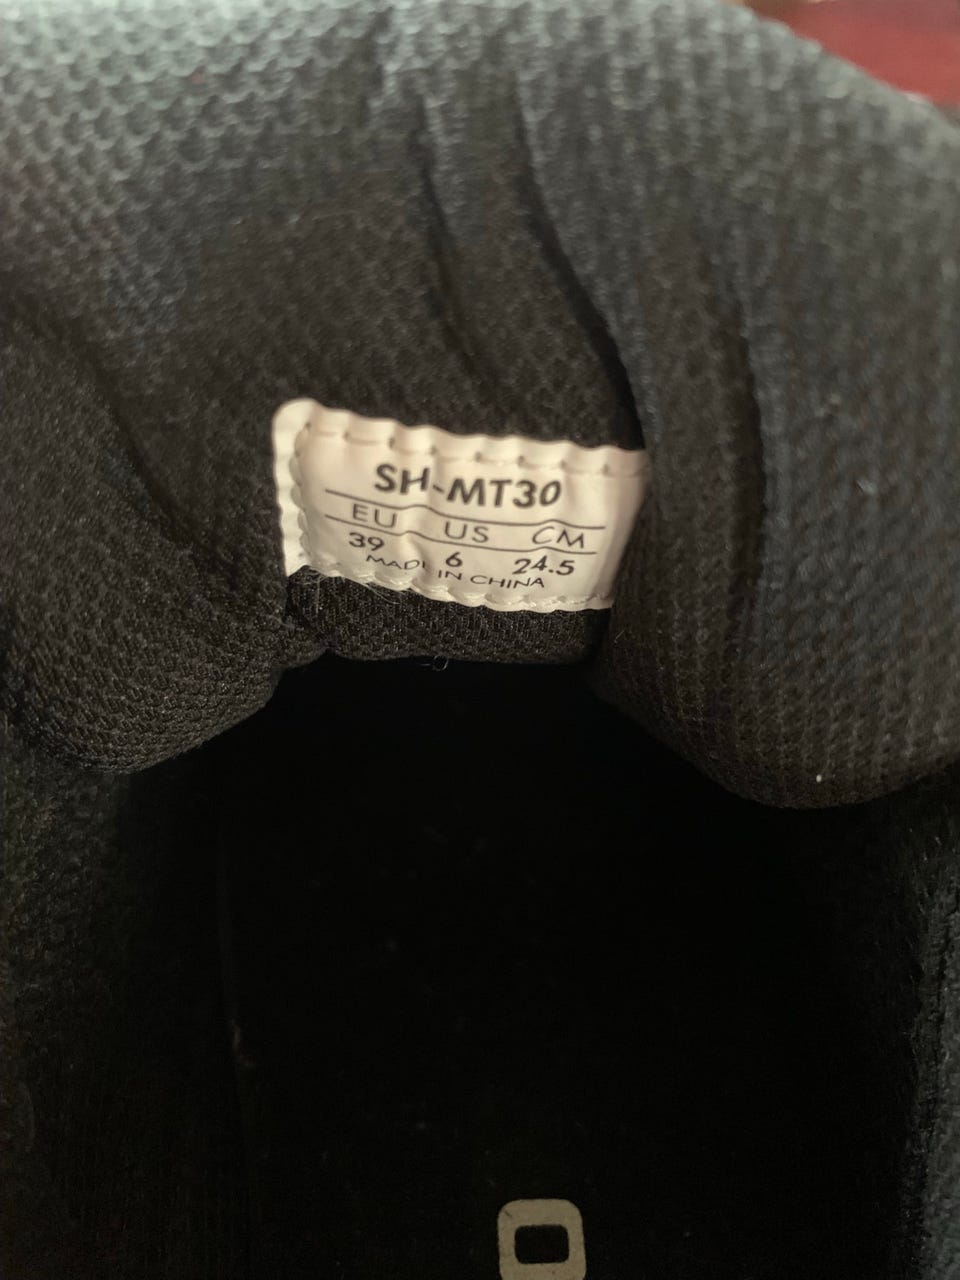 SH-MT30
EU US CM
39 6 24.5
MADE IN CHINA
O